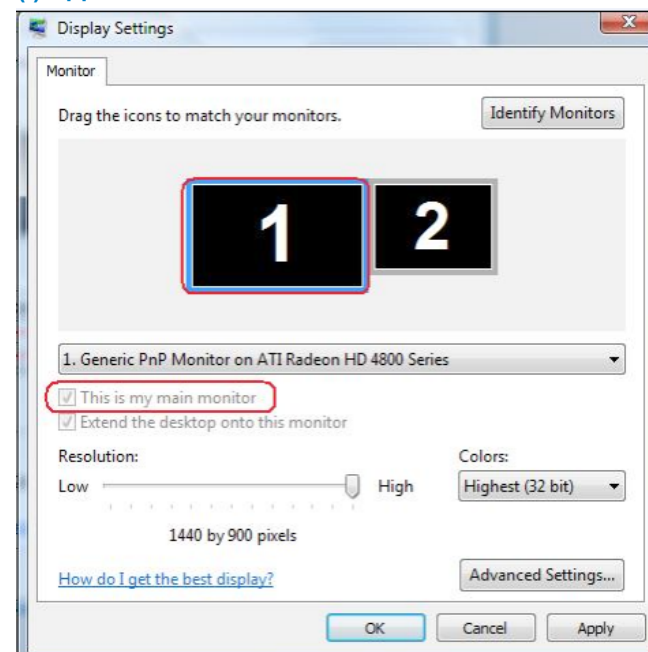 Display Settings
Monitor
Drag the icons to match your monitors.
Identify Monitors
1
2
1. Generic PnP Monitor on ATI Radeon HD 4800 Series
This is my main monitor
Extend the desktop onto this monitor
Resolution:
Colors:
Low
High
Highest (32 bit)
1440 by 900 pixels
How do I get the best display?
Advanced Settings...
OK
Cancel
Apply